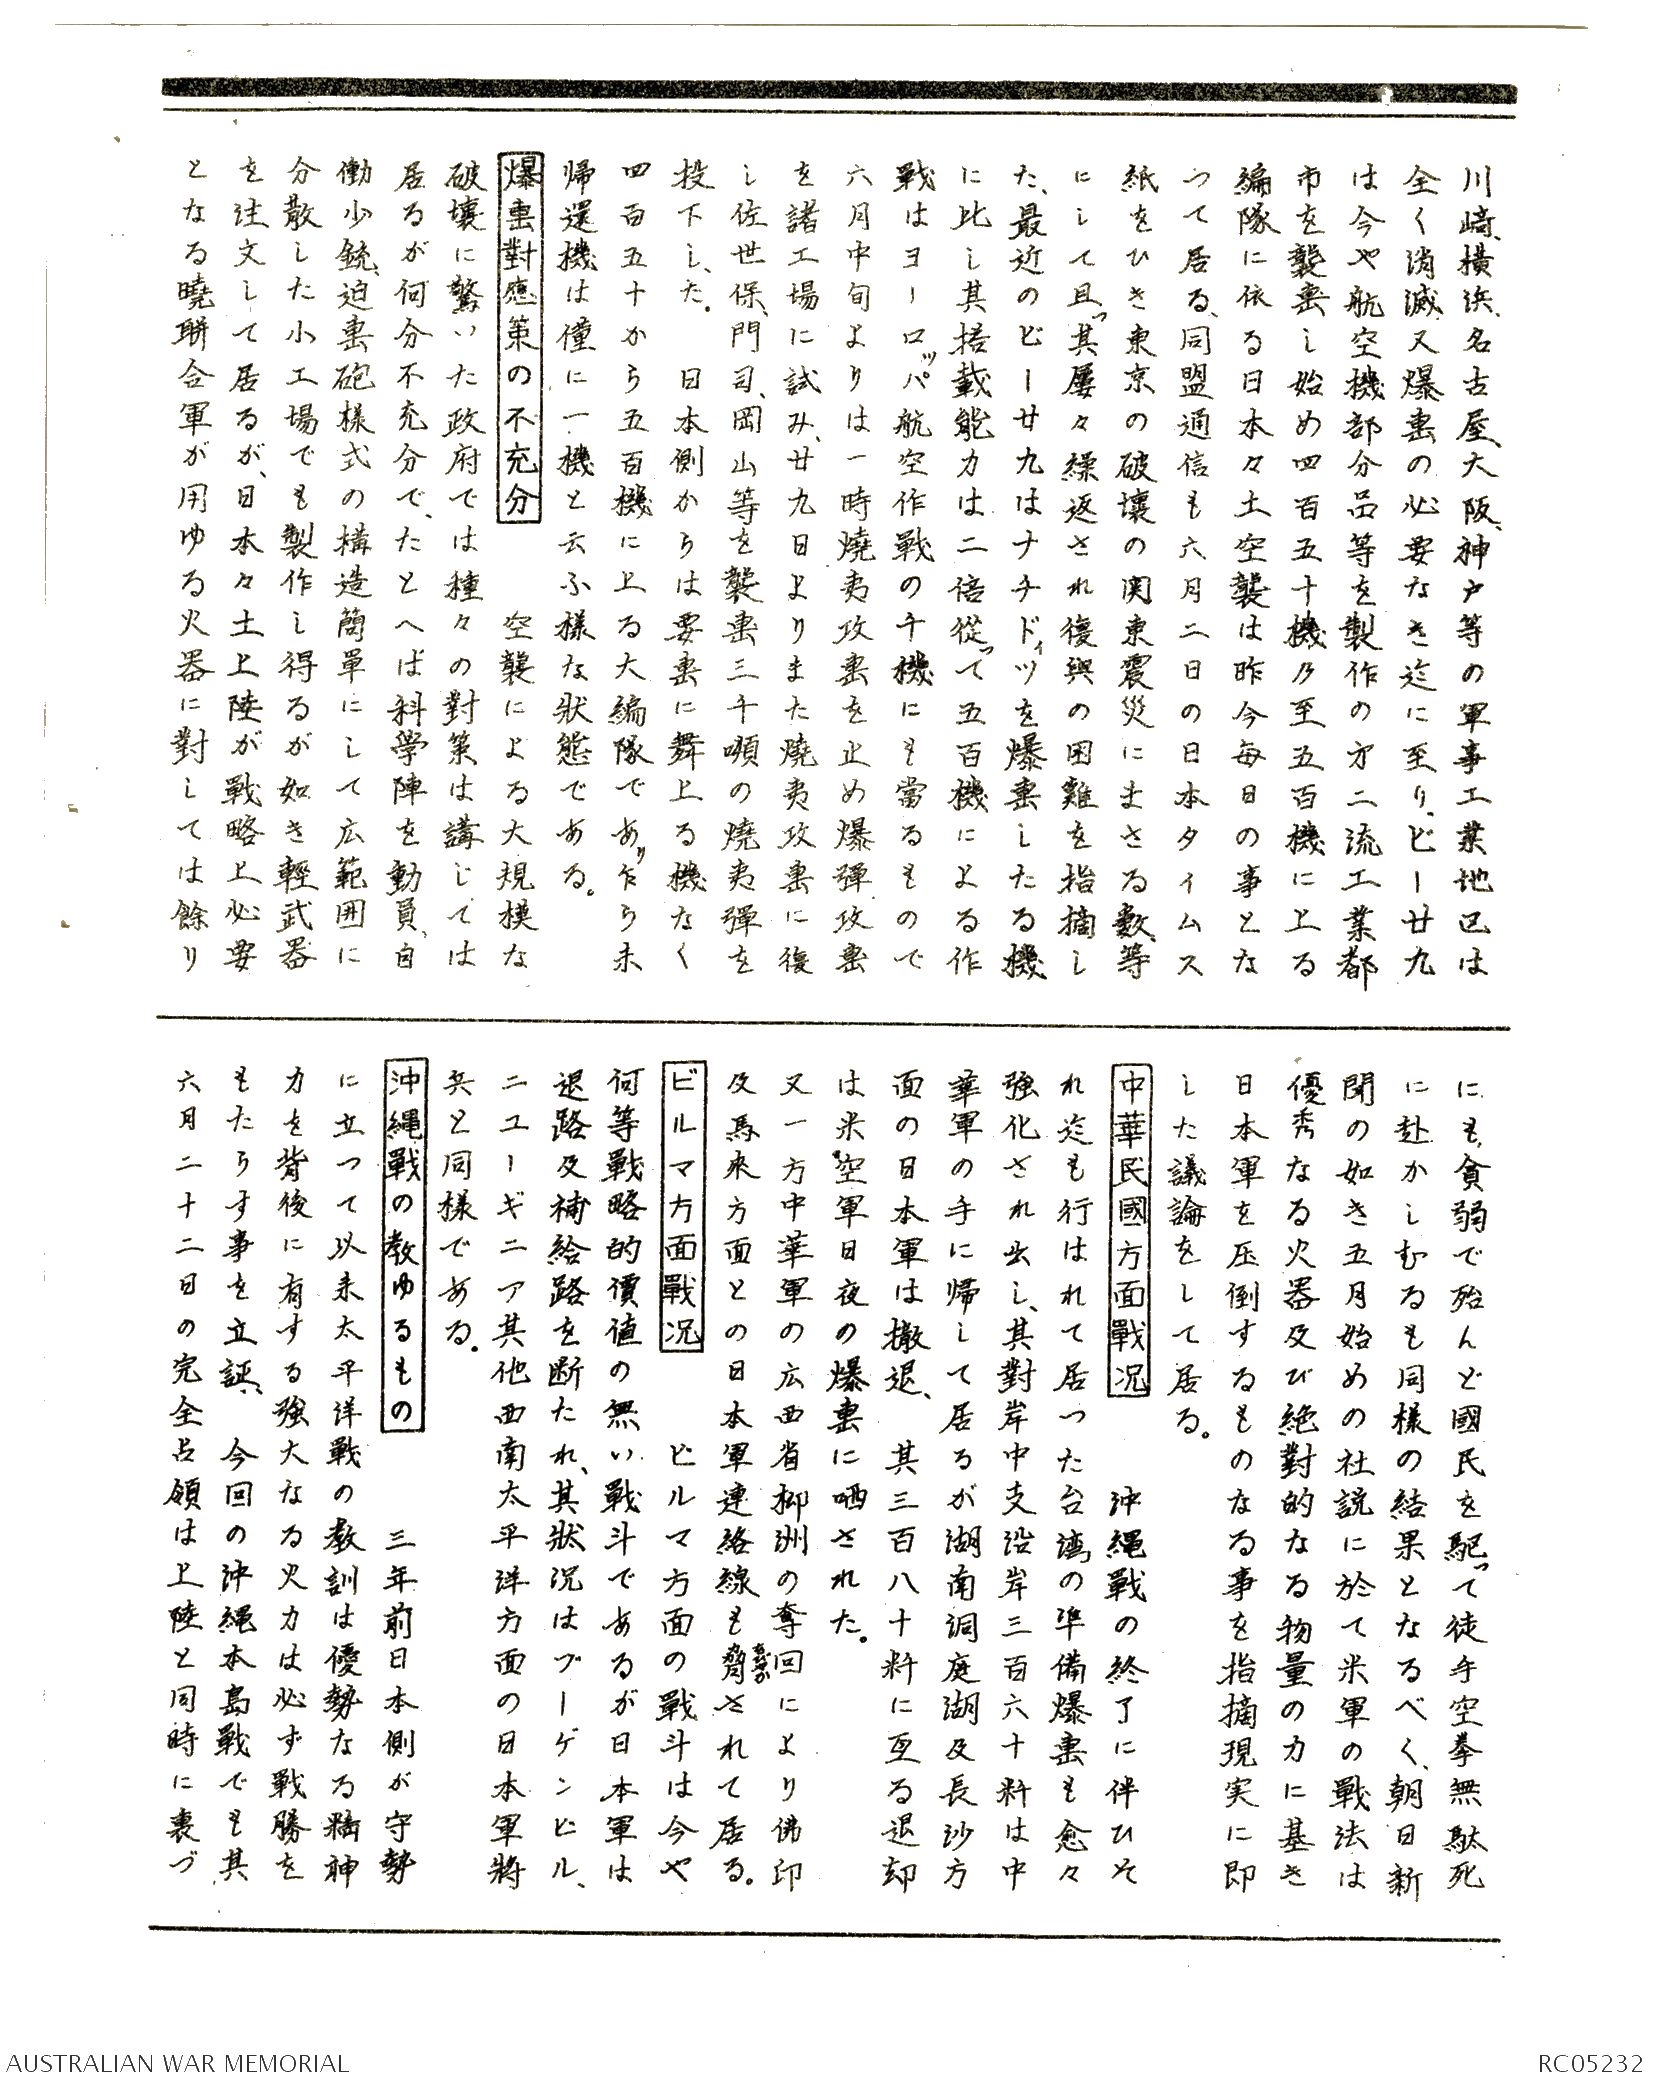 川崎、横浜、名古屋、大阪、神戸等の軍事工業地区は
全く消滅、又爆撃の必要なき迄に至り、ビー廿九
は今や航空機部分品等を製作の才二流工業都
市を襲撃し始め四百五十機乃至五百機に上る
編隊に依る日本々土空襲は昨今毎日の事とな
つて居る、同盟通信も六月二日の日本タイムス
紙をひき東京の破壊の関東震災にまさる数等
にして且つ其屡々繰返され復興の困難を指摘し
た、最近のビー廿九はナチドィツを爆撃したる機
に比し其搭載能力は二倍従って五百機による作
戦はヨーロッパ航空作戦の千機にも當るもので
六月中旬よりは一時焼夷攻撃を止め爆弾攻撃
を諸工場に試み、廿九日よりまた焼夷攻撃に復
し佐世保、門司、岡山等を襲撃三千噸の焼夷弾を
投下した。 日本側からは要撃に舞上る機なく
四百五十から五百機に上る大編隊であり乍ら未
帰還機は僅に一機と云ふ様な状態である。
爆撃對應策の不充分 空襲による大規模な
破壊に驚いた政府では種々の對策は講じては
居るが何分不充分で、たとへば科學陣を動員、自
働少銃、迫撃砲様式の構造簡單にして広範囲に
分散した小工場でも製作し得るが如き軽武器
を注文して居るが、日本々土上陸が戦略上必要
となる曉聯合軍が用ゆる火器に對しては餘り
にも貧弱で殆んど國民を駆って徒手空拳無駄死
に赴かしむるも同様の結果となるべく、朝日新
聞の如き五月始めの社説に於て米軍の戰法は
優秀なる火器及び絶對的なる物量の力に基き
日本軍を圧倒するものなる事を指摘現実に即
した議論をして居る。
中華民國方面戰況 沖縄戰の終了に伴ひそ
れ迄も行はれて居つた台湾の準備爆撃も愈々
強化され出し、其對岸中支沿岸三百六十粁は中
華軍の手に帰して居るが湖南洞庭湖及長沙方
面の日本軍は撤退、其三百八十粁に亙る退却
は米空軍日夜の爆撃に晒された。
又一方中華軍の広西省柳洲の奪回により佛印
及馬来方面との日本軍連絡線も脅かされて居る。
ビルマ方面戰況 ビルマ方面の戦斗は今や
何等戰略的價値の無い戦斗であるが日本軍は
退路及補給路を断たれ、其狀況はブーゲンビル、
ニユーギニア其他西南太平洋方面の日本軍將
兵と同様である。
沖縄戰の教ゆるもの 三年前日本側が守勢
に立つて以来太平洋戰の教訓は優勢なる精神
力を背後に有する強大なる火力は必ず戰勝を
もたらす事を立証、今回の沖縄本島戰でも其
六月二十二日の完全占領は上陸と同時に裏づ
AUSTRALIAN WAR MEMORIAL
RC05232